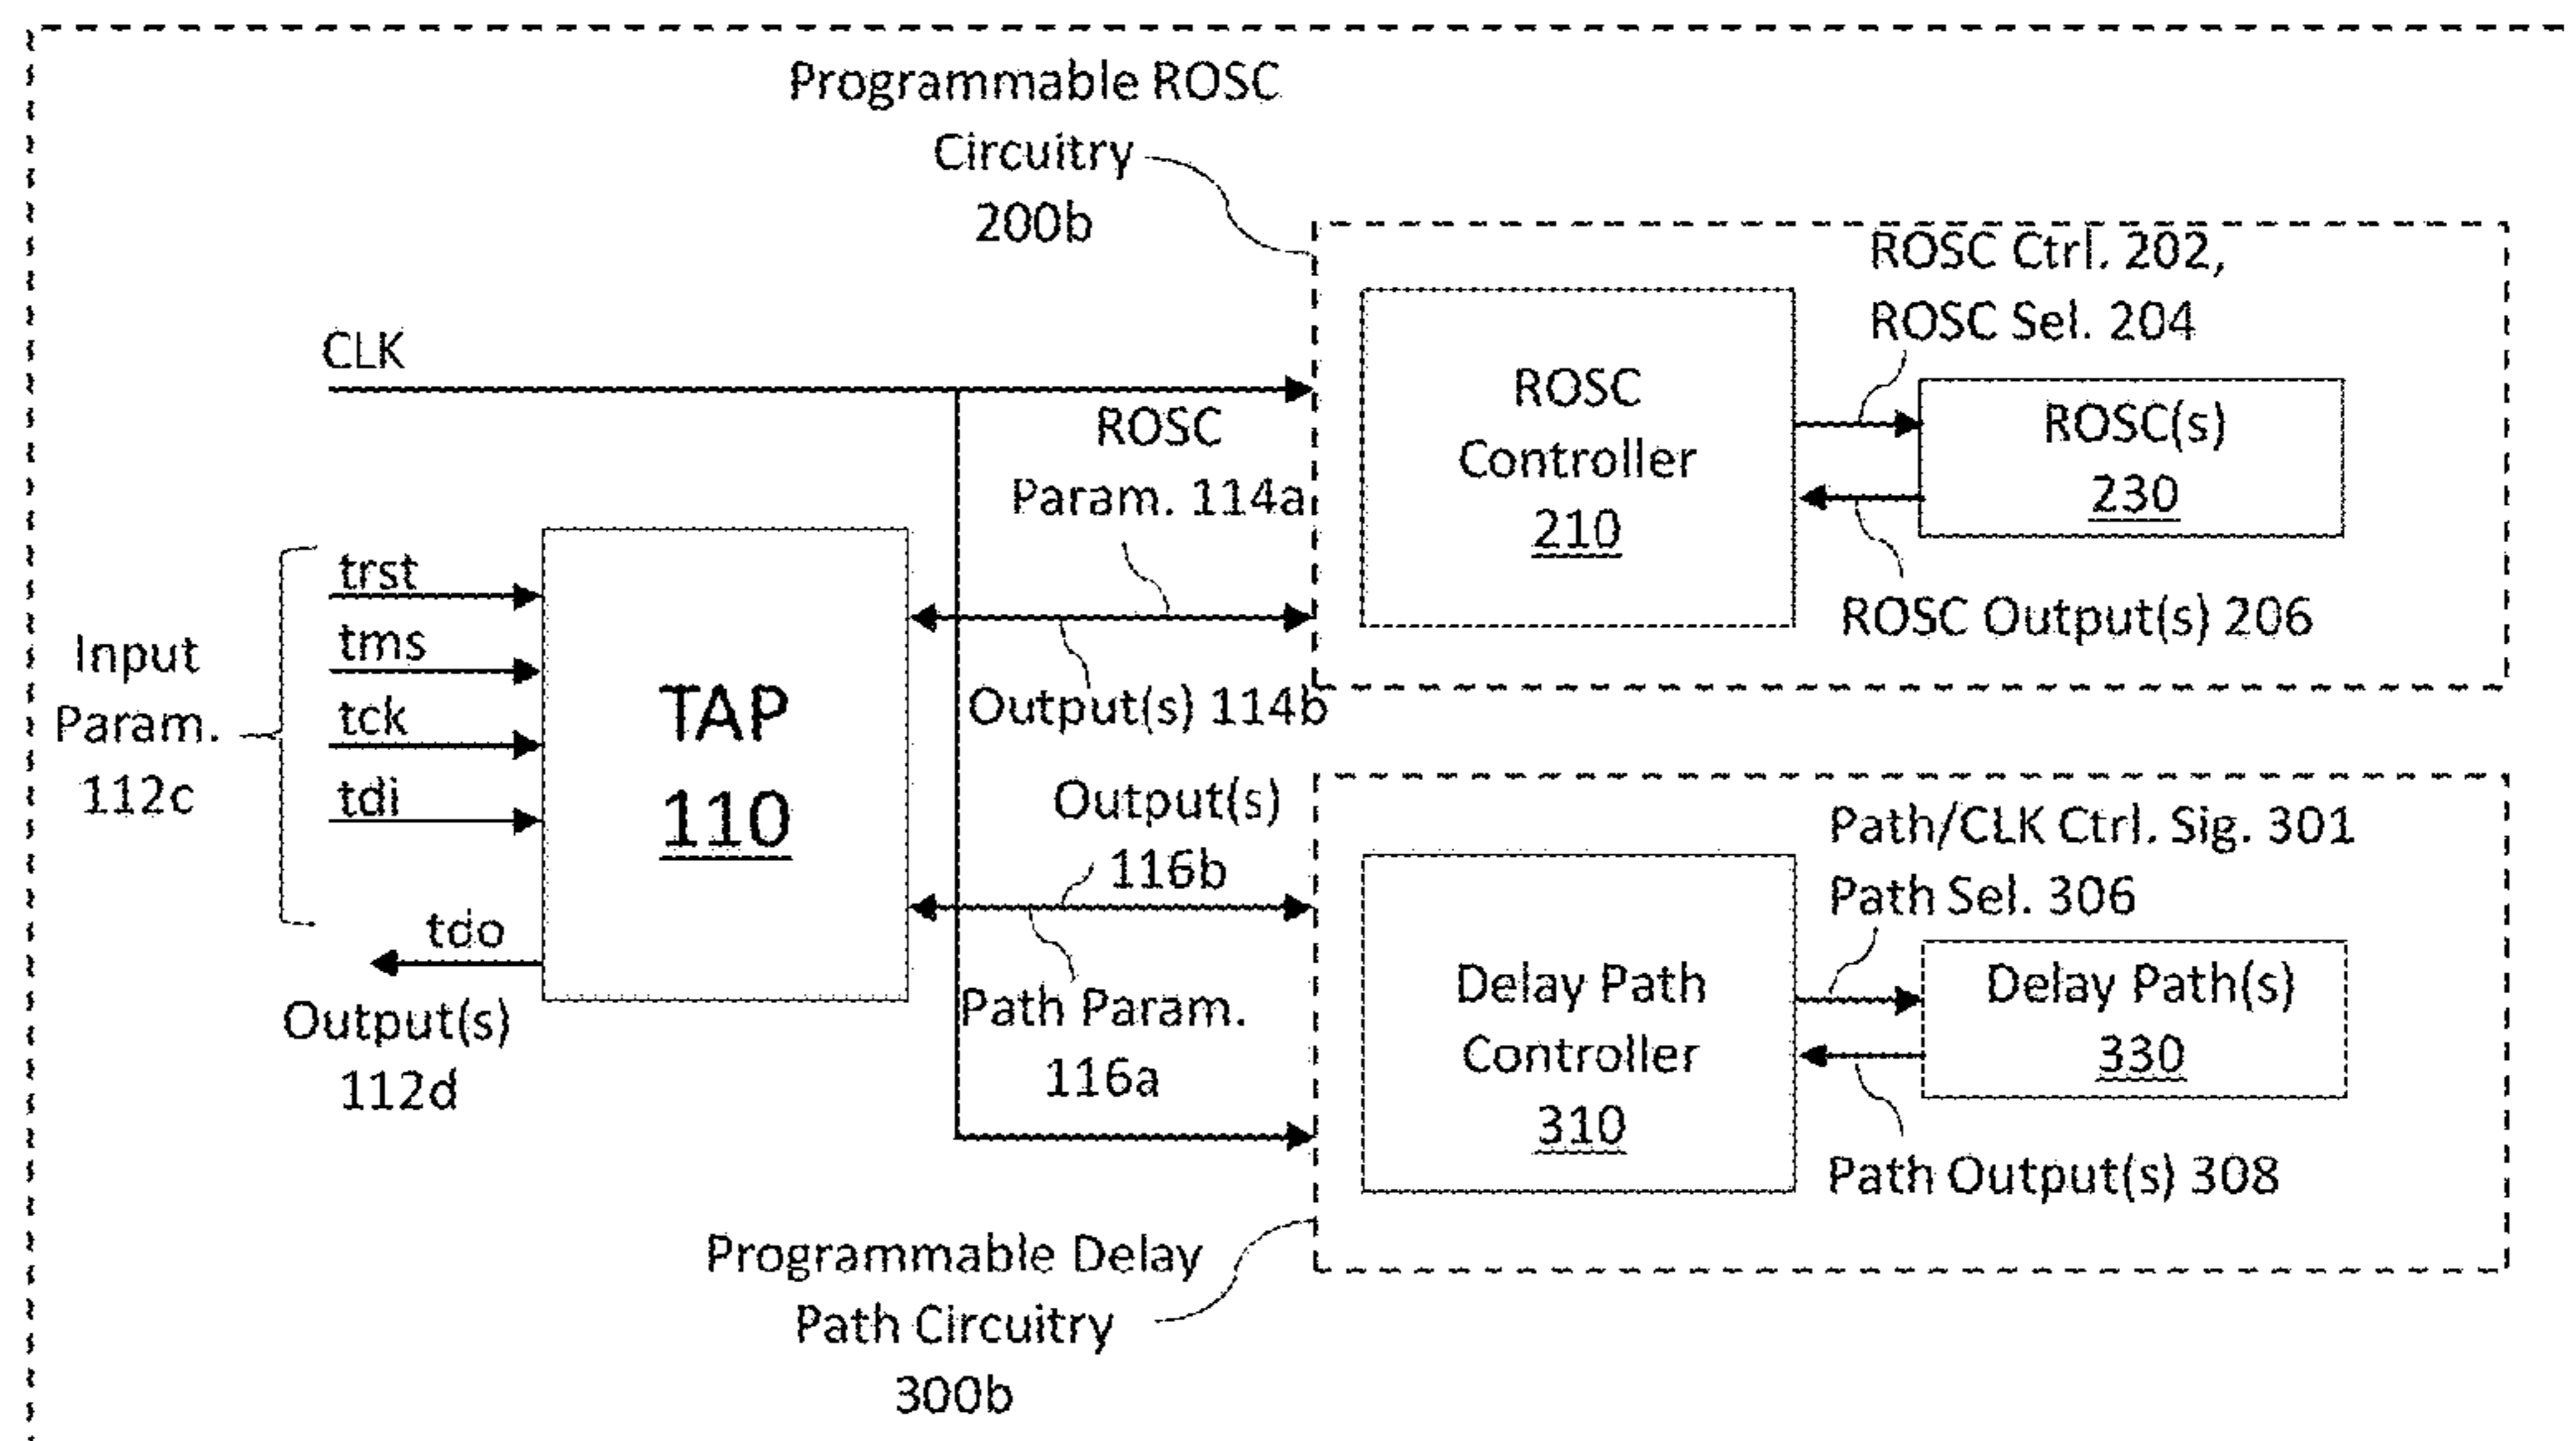 Programmable ROSC
Circuitry
200b
ROSC Ctrl. 202,
ROSC Sel. 204
CLK
ROSC
Param. 114a
ROSC
Controller
210
ROSC(s)
230
ROSC Output(s) 206
Input
Param.
112c
trst
tms
tck
tdi
tdo
Output(s)
112d
TAP
110
Output(s) 114b
Output(s)
116b
Path Param.
116a
Path/CLK Ctrl. Sig. 301
Path Sel. 306
Delay Path
Controller
310
Delay Path(s)
330
Path Output(s) 308
Programmable Delay
Path Circuitry
300b